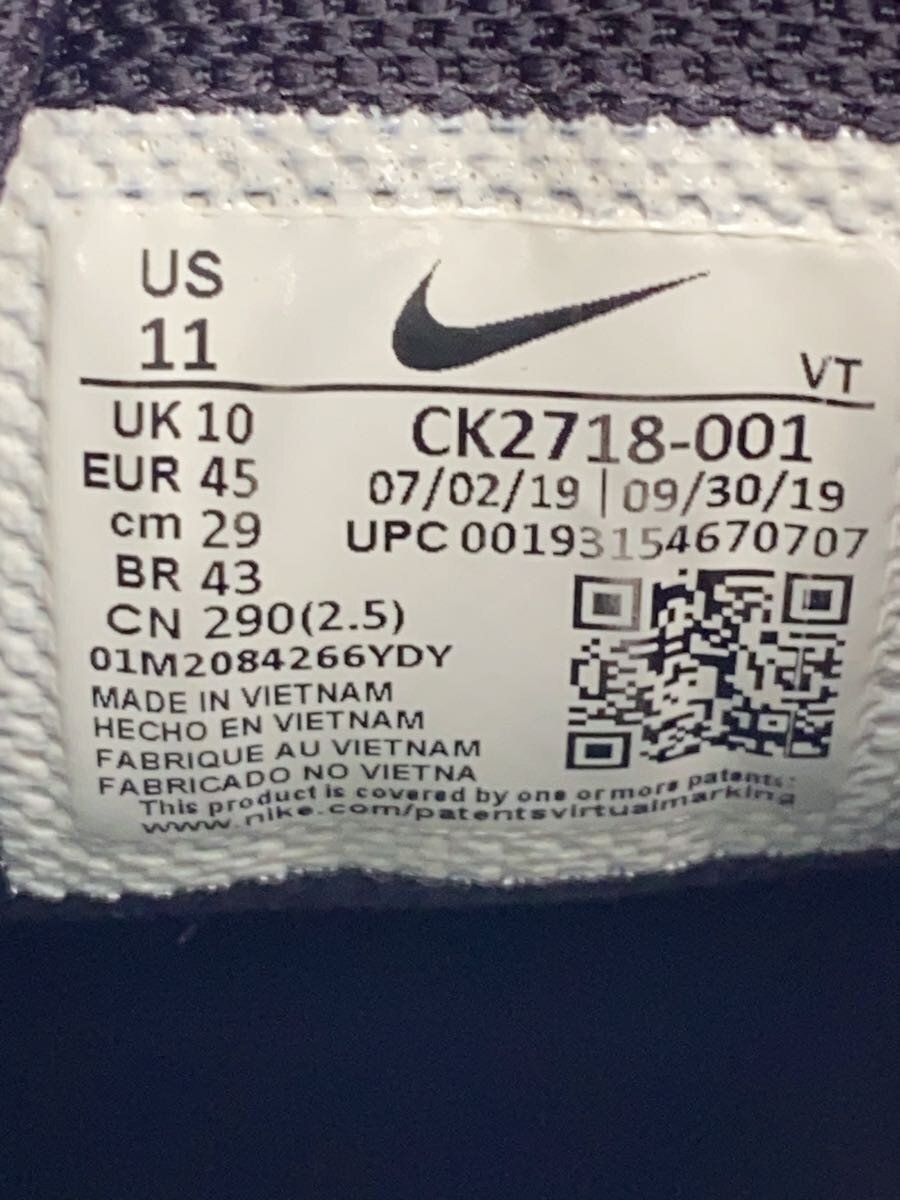 US
11
VT
UK 10
EUR 45
cm 29
BR 43
CN 290(2.5)
CK2718-001
07/02/19 | 09/30/19
UPC 00193154670707
01M2084266YDY
MADE IN VIETNAM
HECHO EN VIETNAM
FABRIQUE AU VIETNAM
FABRICADO NO VIETNA
This product is covered by one or more patents:
www.nike.com/patentsvirtualmarking